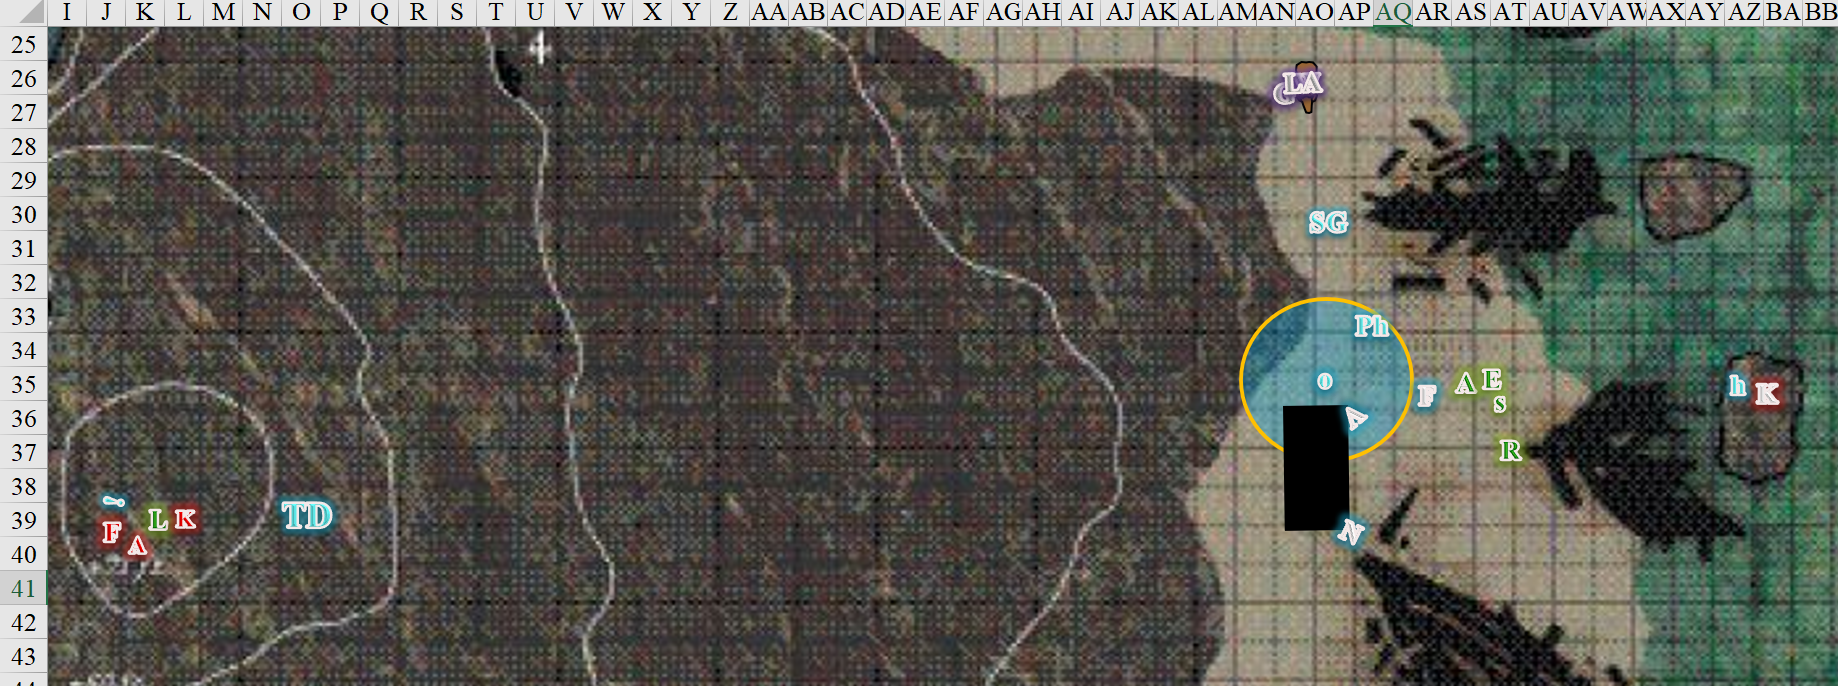 I J K L M N O P Q R S T U V W X Y Z AA AB AC AD AE AF AG AH AI AJ AK AL AM AN AO AP AQ AR AS AT AU AV AW AX AY AZ BA BB
25
4
26
LA
27
28
29
30
SG
31
32
33
Ph
34
35
o
F
A
E
h
K
s
36
A
37
R
38
39
L
K
TD
F
N
40
A
41
42
43